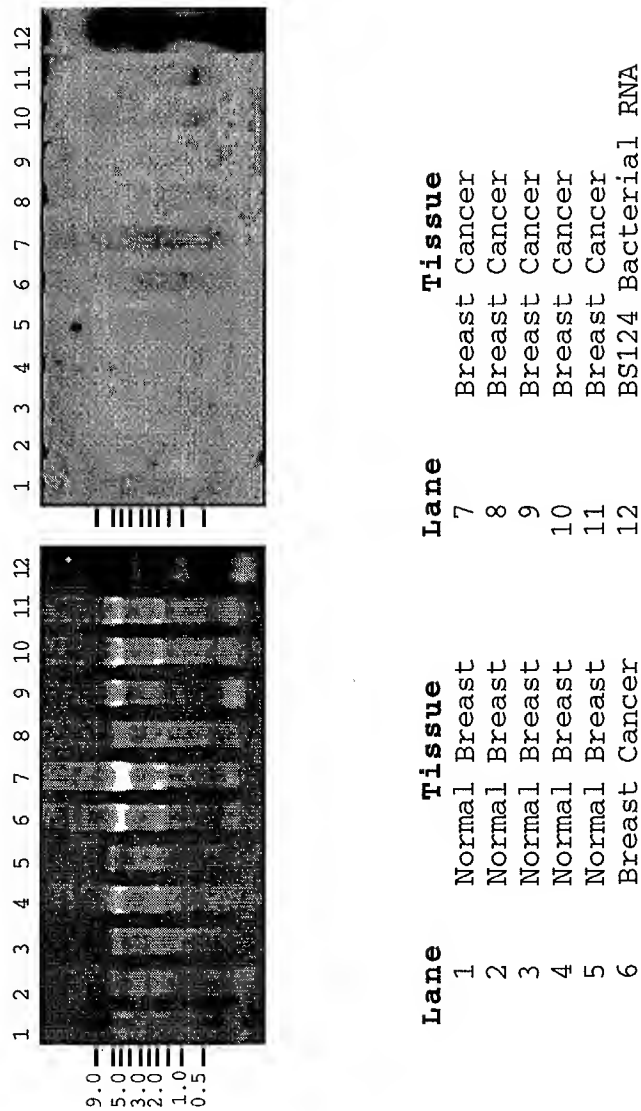 1 2 3 4 5 6 7 8 9 10 11 12 1 2 3 4 5 6 7 8 9 10 11 12
9.0
5.0
3.0
2.0
1.0
0.5
Lane Tissue Lane Tissue
1 Normal Breast 7 Breast Cancer
2 Normal Breast 8 Breast Cancer
3 Normal Breast 9 Breast Cancer
4 Normal Breast 10 Breast Cancer
5 Normal Breast 11 Breast Cancer
6 Breast Cancer 12 BS124 Bacterial RNA